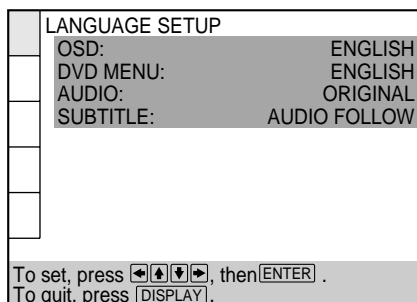 LANGUAGE SETUP
OSD: ENGLISH
DVD MENU: ENGLISH
AUDIO: ORIGINAL
SUBTITLE: AUDIO FOLLOW
To set, press ←↑↓→, then ENTER .
To quit, press DISPLAY.